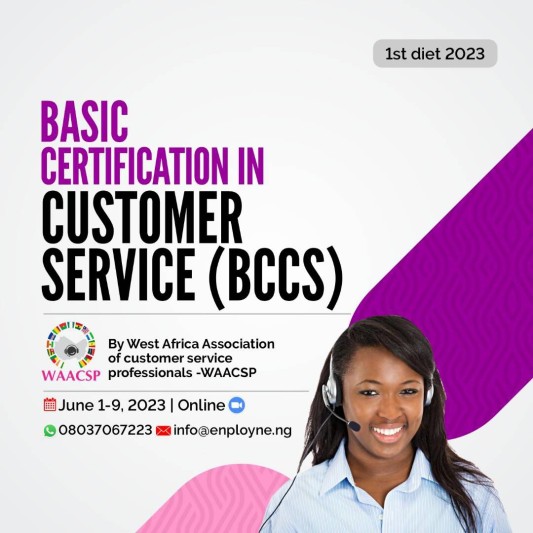 1st diet 2023
BASIC
CERTIFICATION IN
CUSTOMER
SERVICE (BCCS)
By West Africa Association
of customer service
professionals -WAACSP
WAACSP
June 1-9, 2023 | Online
08037067223 info@enployne.ng